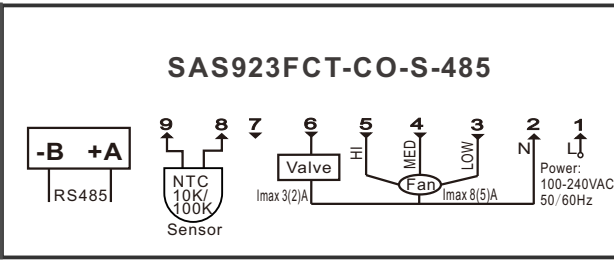 SAS923FCT-CO-S-485
-B +A
RS485
9 8 7 6 5 4 3 2 1
NTC
10K/
100K
Sensor
Valve
Imax 3(2)A
HI
MED
LOW
Fan
Imax 8(5)A
N
L
Power:
100-240VAC
50/60Hz